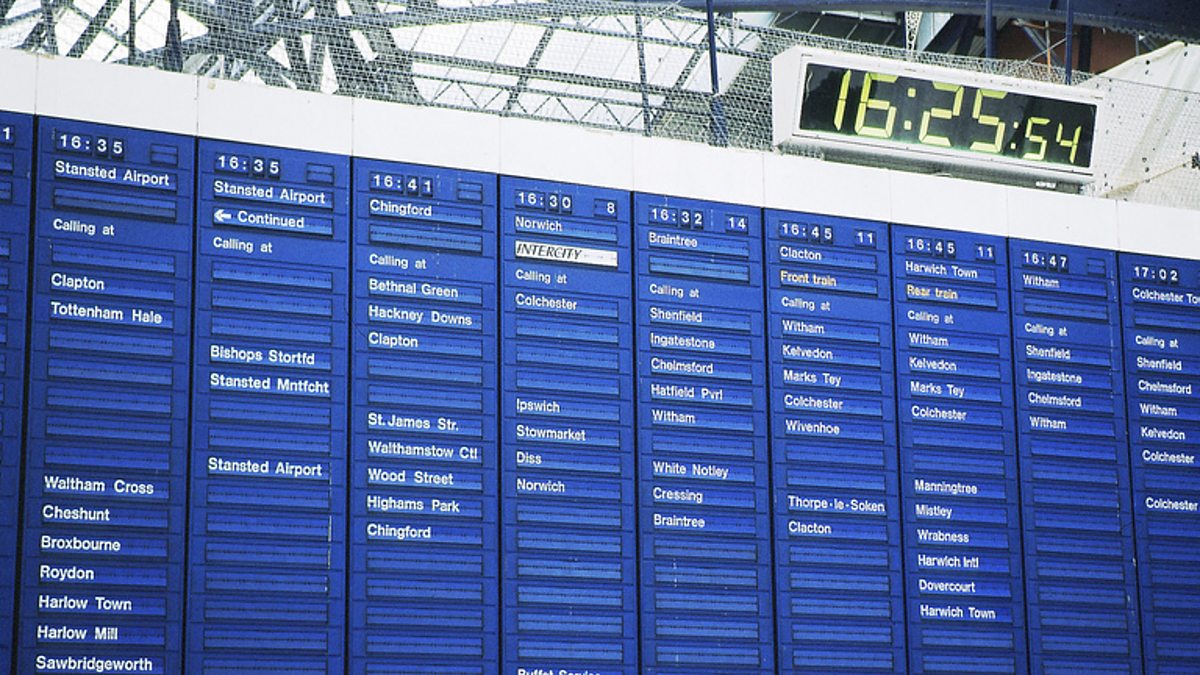 16:25:54
1
16:35
Stansted Airport
Calling at
Clapton
Tottenham Hale
Waltham Cross
Cheshunt
Broxbourne
Roydon
Harlow Town
Harlow Mill
Sawbridgeworth
16:35
Stansted Airport
← Continued
Calling at
Bishops Stortfd
Stansted Mntfcht
Stansted Airport
16:41
Chingford
Calling at
Bethnal Green
Hackney Downs
Clapton
St.James Str.
Walthamstow Ctl
Wood Street
Highams Park
Chingford
16:30 8
Norwich
INTERCITY
Calling at
Colchester
Ipswich
Stowmarket
Diss
Norwich
Buffet Service
16:32 14
Braintree
Calling at
Shenfield
Ingatestone
Chelmsford
Hatfield Pvrl
Witham
White Notley
Cressing
Braintree
16:45 11
Clacton
Front train
Calling at
Witham
Kelvedon
Marks Tey
Colchester
Wivenhoe
Thorpe-le-Soken
Clacton
16:45 11
Harwich Town
Rear train
Calling at
Witham
Kelvedon
Marks Tey
Colchester
Manningtree
Mistley
Wrabness
Harwich Intl
Dovercourt
Harwich Town
16:47
Witham
Calling at
Shenfield
Ingatestone
Chelmsford
Witham
17:02
Colchester To
Calling at
Shenfield
Chelmsford
Witham
Kelvedon
Colchester
Colchester